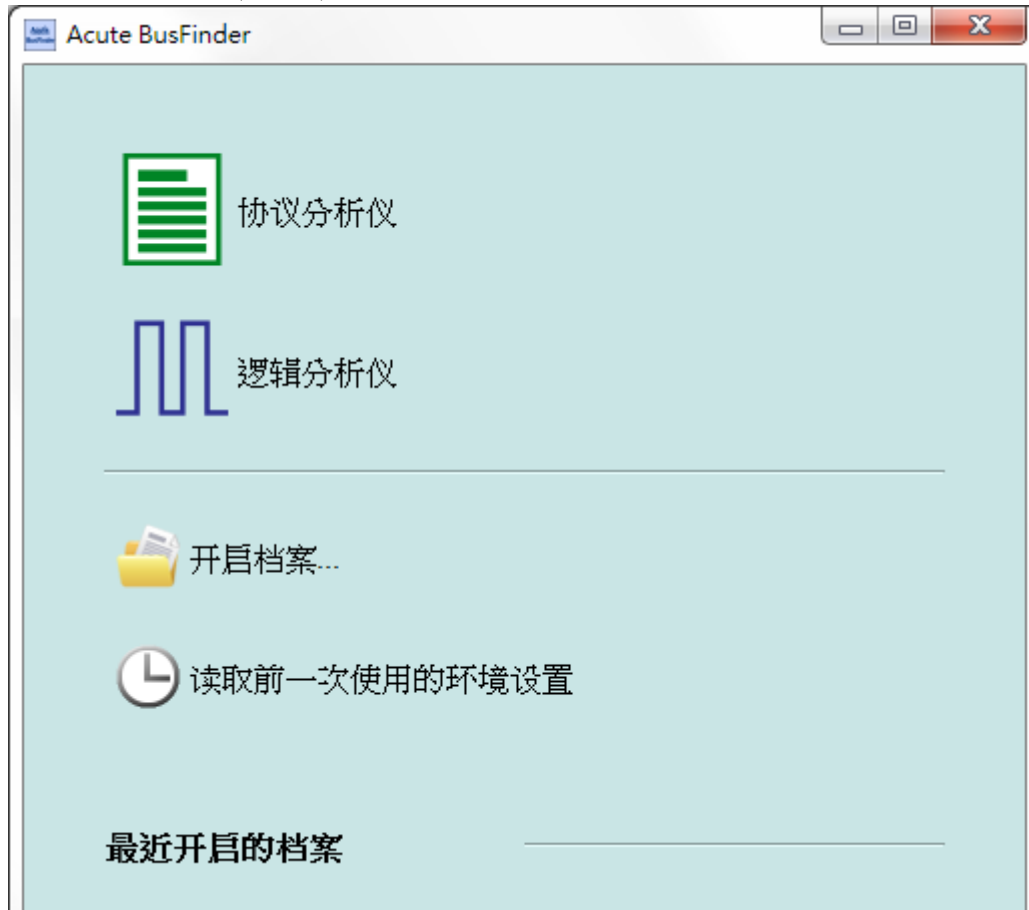 Acute BusFinder
协议分析仪
逻辑分析仪
开启档案...
读取前一次使用的环境设置
最近开启的档案